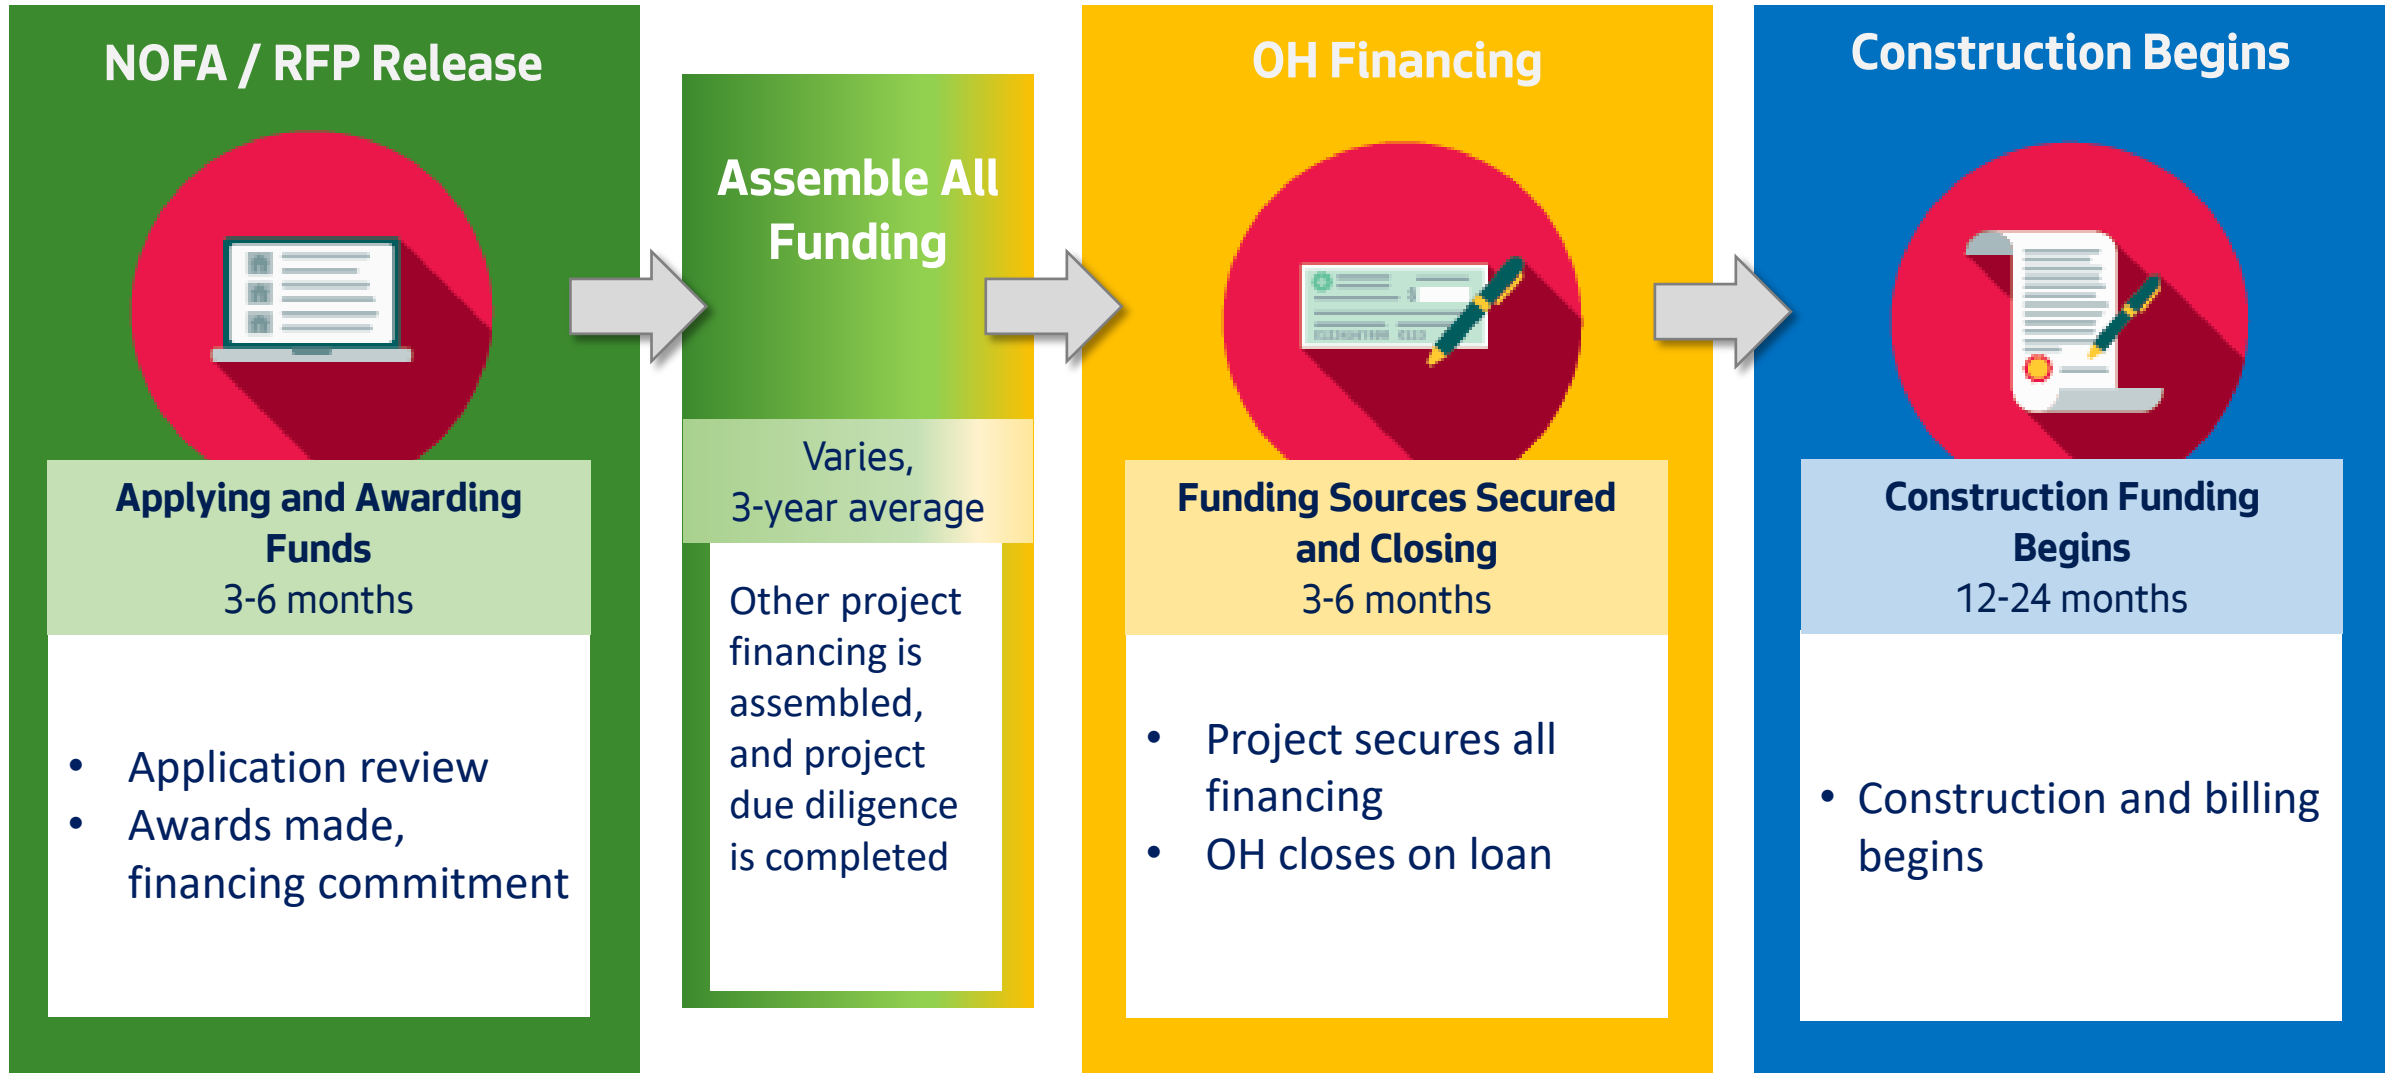 NOFA / RFP Release
Applying and Awarding
Funds
3-6 months
• Application review
• Awards made,
financing commitment
Assemble All
Funding
Varies,
3-year average
Other project
financing is
assembled,
and project
due diligence
is completed
OH Financing
Funding Sources Secured
and Closing
3-6 months
• Project secures all
financing
• OH closes on loan
Construction Begins
Construction Funding
Begins
12-24 months
• Construction and billing
begins